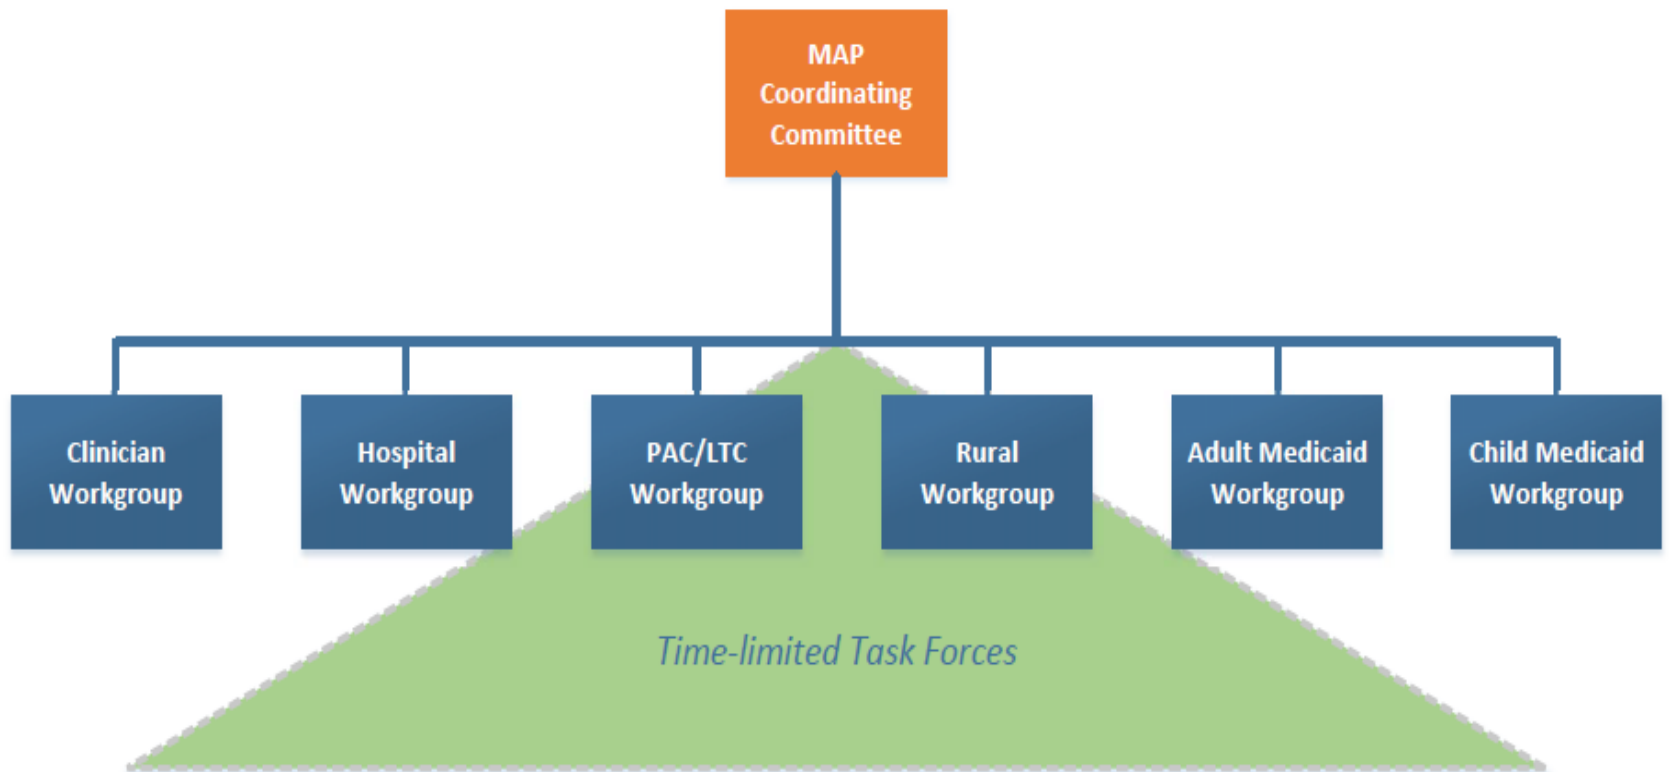 MAP
Coordinating
Committee
Clinician
Workgroup
Hospital
Workgroup
PAC/LTC
Workgroup
Rural
Workgroup
Adult Medicaid
Workgroup
Child Medicaid
Workgroup
Time-limited Task Forces